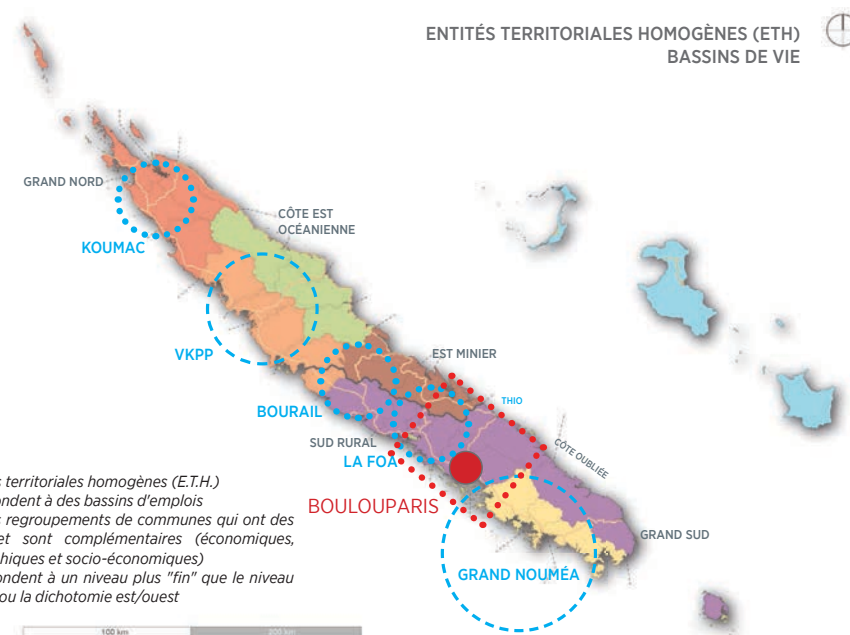 ENTITÉS TERRITORIALES HOMOGÈNES (ETH)
BASSINS DE VIE
GRAND NORD
KOUMAC
CÔTE EST
OCÉANIENNE
VKPP
EST MINIER
THIO
BOURAIL
SUD RURAL
LA FOA
CÔTE OUBLIÉE
BOULOUPARIS
GRAND SUD
GRAND NOUMÉA
s territoriales homogènes (E.T.H.)
ondent à des bassins d'emplois
s regroupements de communes qui ont des
et sont complémentaires (économiques,
hiques et socio-économiques)
ondent à un niveau plus "fin" que le niveau
ou la dichotomie est/ouest
100 km
200 km